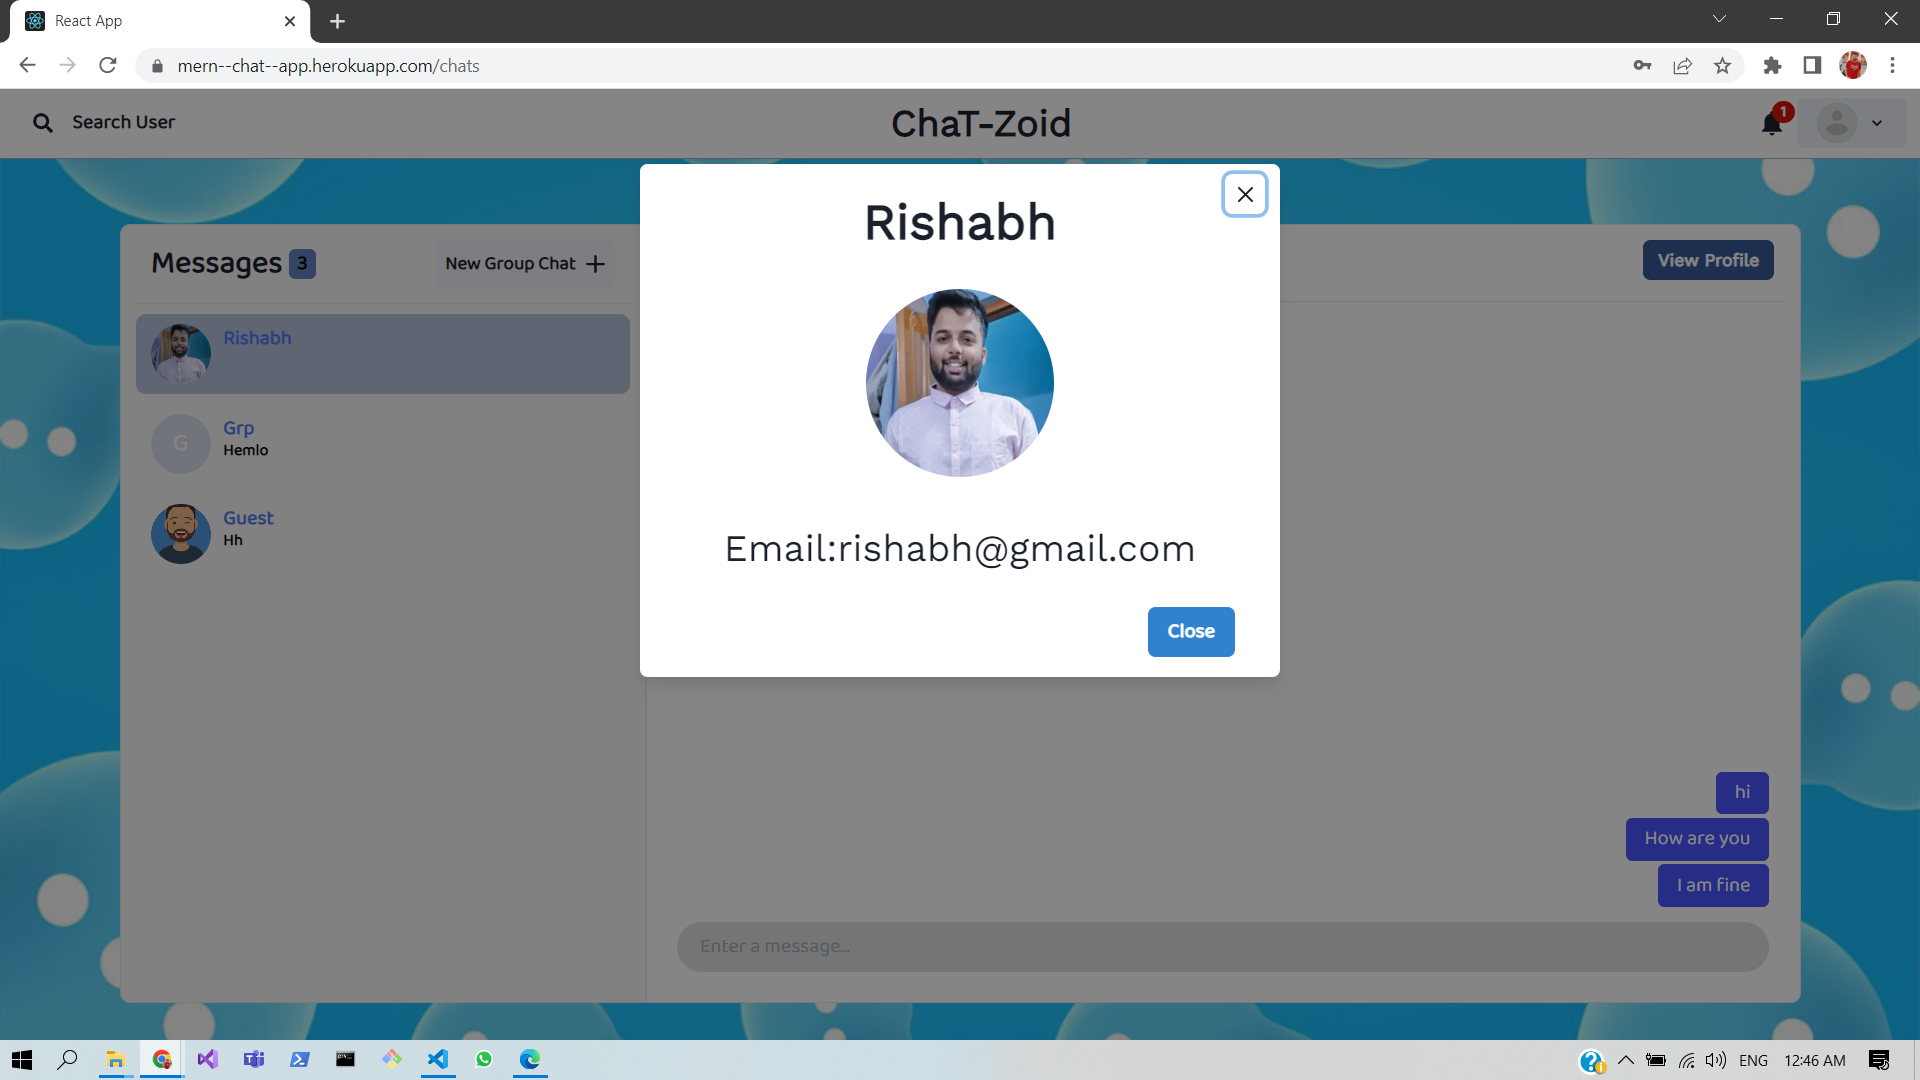 React App
mern--chat--app.herokuapp.com/chats
Search User
ChaT-Zoid
1
Messages 3
New Group Chat
Rishabh
Grp
Hemlo
G
Guest
Hh
Rishabh
Email:rishabh@gmail.com
Close
View Profile
hi
How are you
I am fine
Enter a message...
ENG
12:46 AM